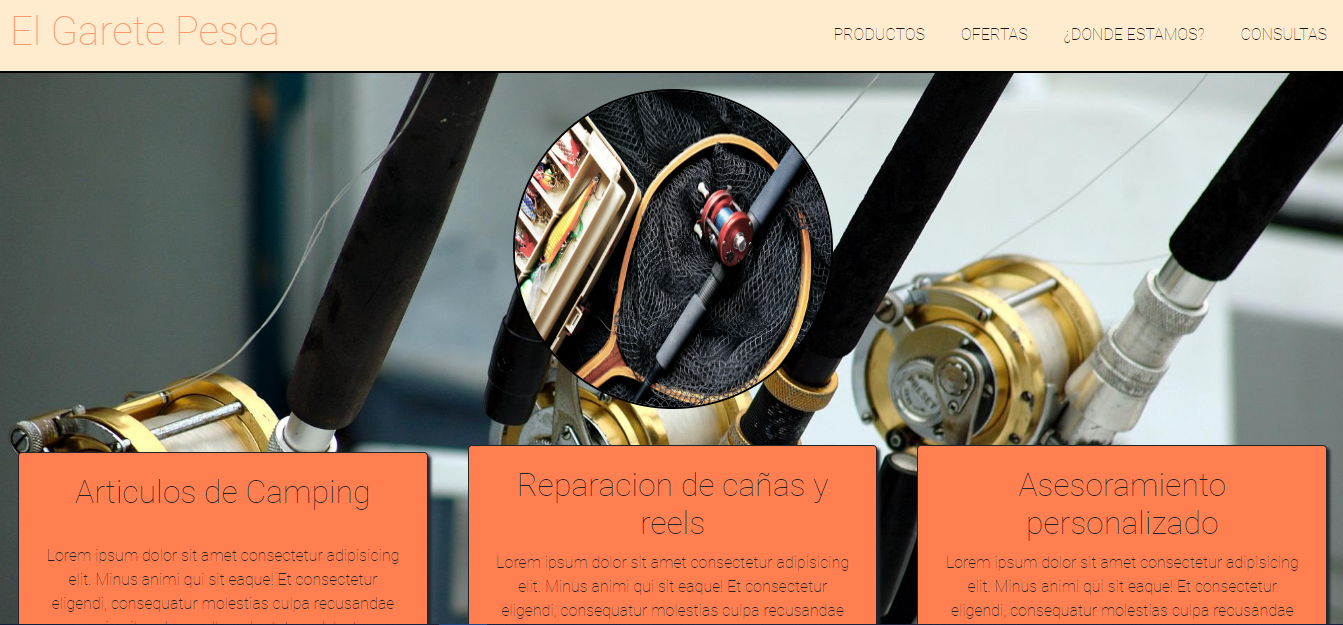 El Garete Pesca
PRODUCTOS OFERTAS ¿DONDE ESTAMOS? CONSULTAS
Articulos de Camping
Lorem ipsum dolor sit amet consectetur adipisicing
elit. Minus animi qui sit eaque! Et consectetur
eligendi, consequatur molestias culpa recusandae
Reparacion de cañas y
reels
Lorem ipsum dolor sit amet consectetur adipisicing
elit. Minus animi qui sit eaque! Et consectetur
eligendi, consequatur molestias culpa recusandae
Asesoramiento
personalizado
Lorem ipsum dolor sit amet consectetur adipisicing
elit. Minus animi qui sit eaque! Et consectetur
eligendi, consequatur molestias culpa recusandae